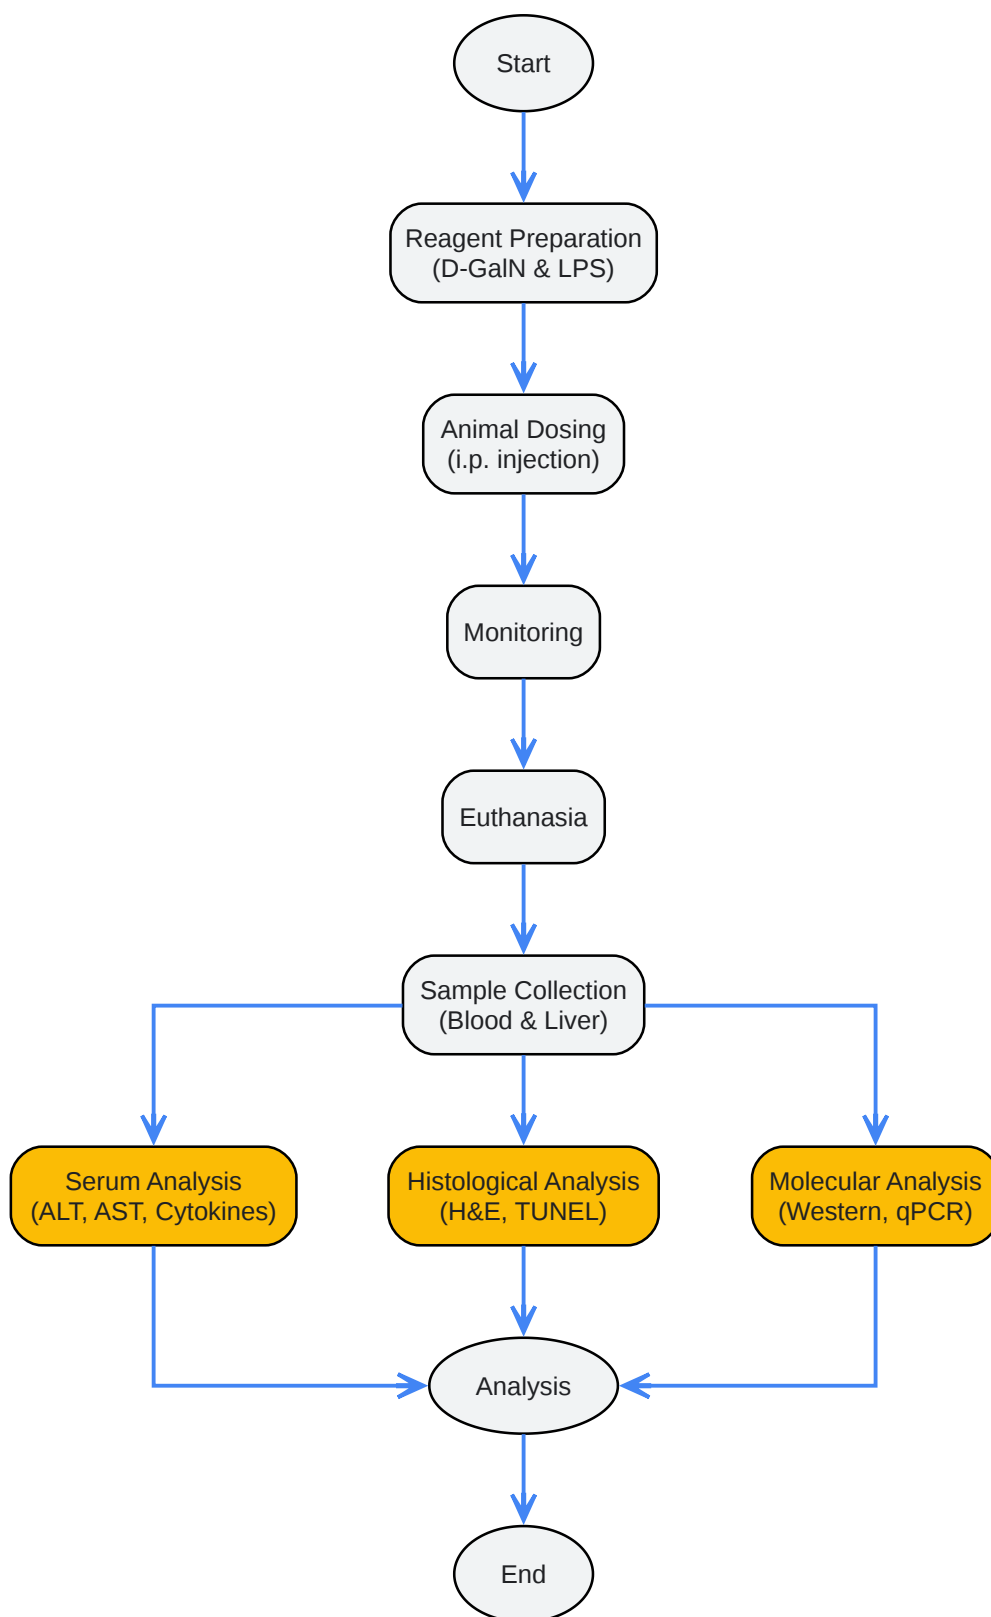 Start
Reagent Preparation
(D-GalN & LPS)
Animal Dosing
(i.p. injection)
Monitoring
Euthanasia
Sample Collection
(Blood & Liver)
Serum Analysis
(ALT, AST, Cytokines)
Histological Analysis
(H&E, TUNEL)
Molecular Analysis
(Western, qPCR)
Analysis
End